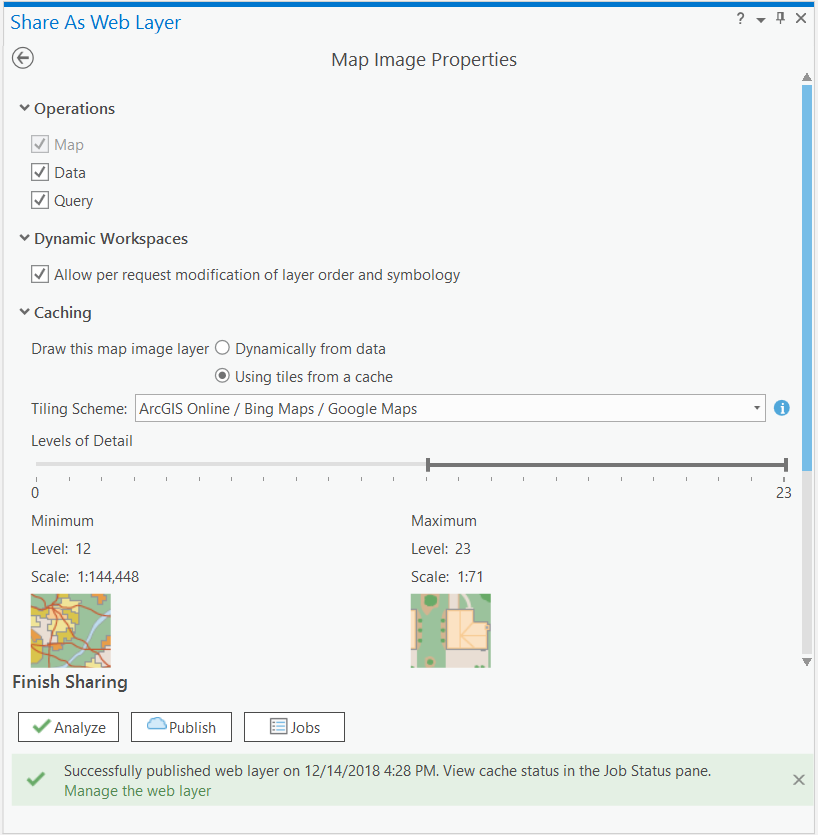 Share As Web Layer
?
Map Image Properties
Operations
Map
Data
Query
Dynamic Workspaces
Allow per request modification of layer order and symbology
Caching
Draw this map image layer Dynamically from data
Using tiles from a cache
Tiling Scheme: ArcGIS Online / Bing Maps / Google Maps
Levels of Detail
0 23
Minimum Maximum
Level: 12 Level: 23
Scale: 1:144,448 Scale: 1:71
Finish Sharing
Analyze Publish Jobs
Successfully published web layer on 12/14/2018 4:28 PM. View cache status in the Job Status pane.
Manage the web layer